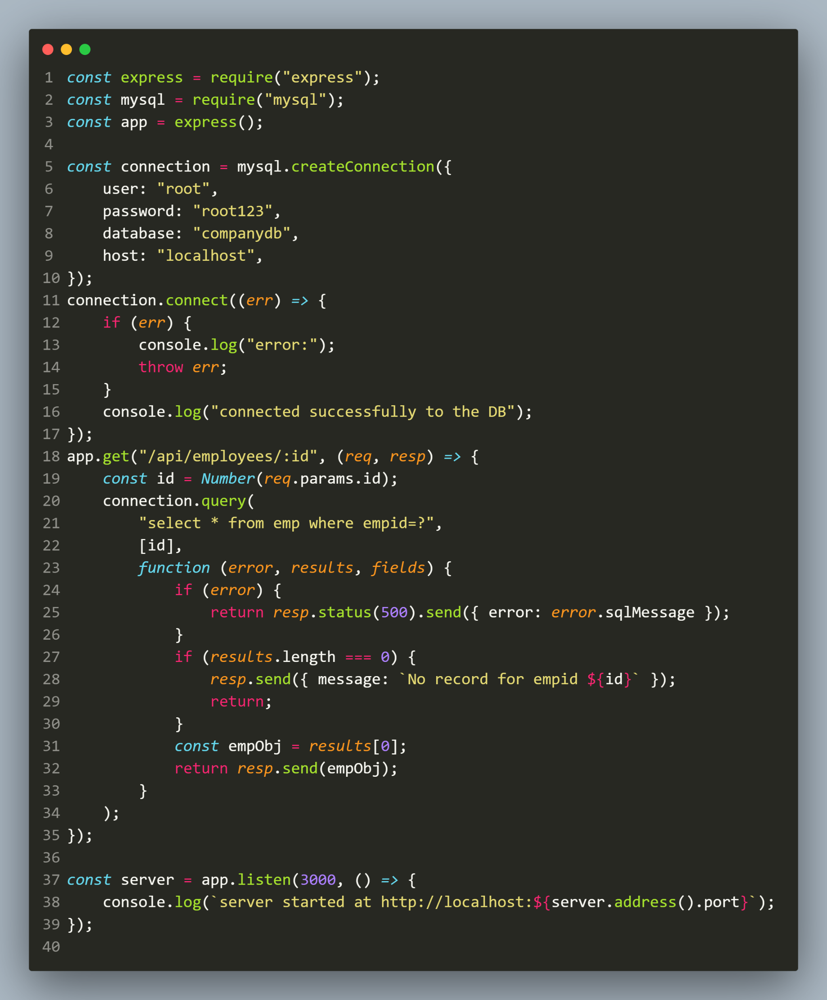 1 const express = require("express");
2 const mysql = require("mysql");
3 const app = express();
4
5 const connection = mysql.createConnection({
6     user: "root",
7     password: "root123",
8     database: "companydb",
9     host: "localhost",
10 });
11 connection.connect((err) => {
12     if (err) {
13         console.log("error:");
14         throw err;
15     }
16     console.log("connected successfully to the DB");
17 });
18 app.get("/api/employees/:id", (req, resp) => {
19     const id = Number(req.params.id);
20     connection.query(
21         "select * from emp where empid=?",
22         [id],
23         function (error, results, fields) {
24             if (error) {
25                 return resp.status(500).send({ error: error.sqlMessage });
26             }
27             if (results.length === 0) {
28                 resp.send({ message: `No record for empid ${id}` });
29                 return;
30             }
31             const empObj = results[0];
32             return resp.send(empObj);
33         }
34     );
35 });
36
37 const server = app.listen(3000, () => {
38     console.log(`server started at http://localhost:${server.address().port}`);
39 });
40